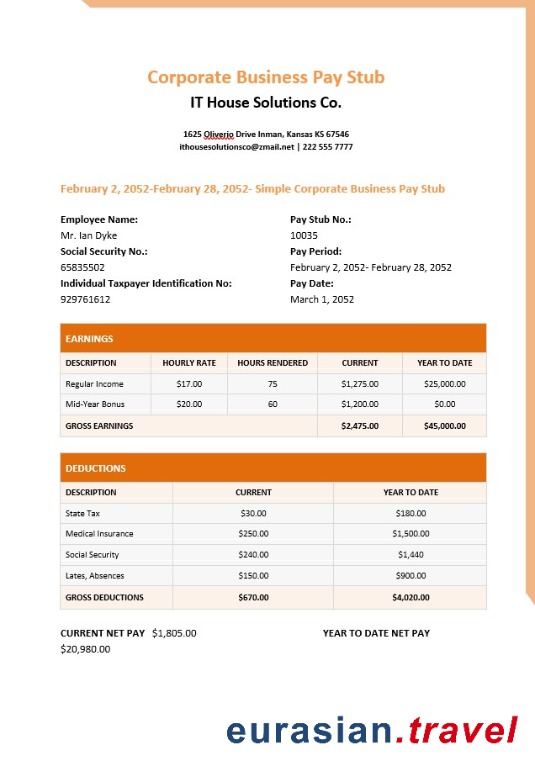 Corporate Business Pay Stub
IT House Solutions Co.
1625 Oliverio Drive Inman, Kansas KS 67546
ithousesolutionsco@zmail.net | 222 555 7777
February 2, 2052-February 28, 2052- Simple Corporate Business Pay Stub
Employee Name:
Mr. Ian Dyke
Social Security No.:
65835502
Individual Taxpayer Identification No:
929761612
Pay Stub No.:
10035
Pay Period:
February 2, 2052- February 28, 2052
Pay Date:
March 1, 2052
EARNINGS
DESCRIPTION HOURLY RATE HOURS RENDERED CURRENT YEAR TO DATE
Regular Income $17.00 75 $1,275.00 $25,000.00
Mid-Year Bonus $20.00 60 $1,200.00 $0.00
GROSS EARNINGS $2,475.00 $45,000.00
DEDUCTIONS
DESCRIPTION CURRENT YEAR TO DATE
State Tax $30.00 $180.00
Medical Insurance $250.00 $1,500.00
Social Security $240.00 $1,440
Lates, Absences $150.00 $900.00
GROSS DEDUCTIONS $670.00 $4,020.00
CURRENT NET PAY $1,805.00 YEAR TO DATE NET PAY
$20,980.00
eurasian.travel